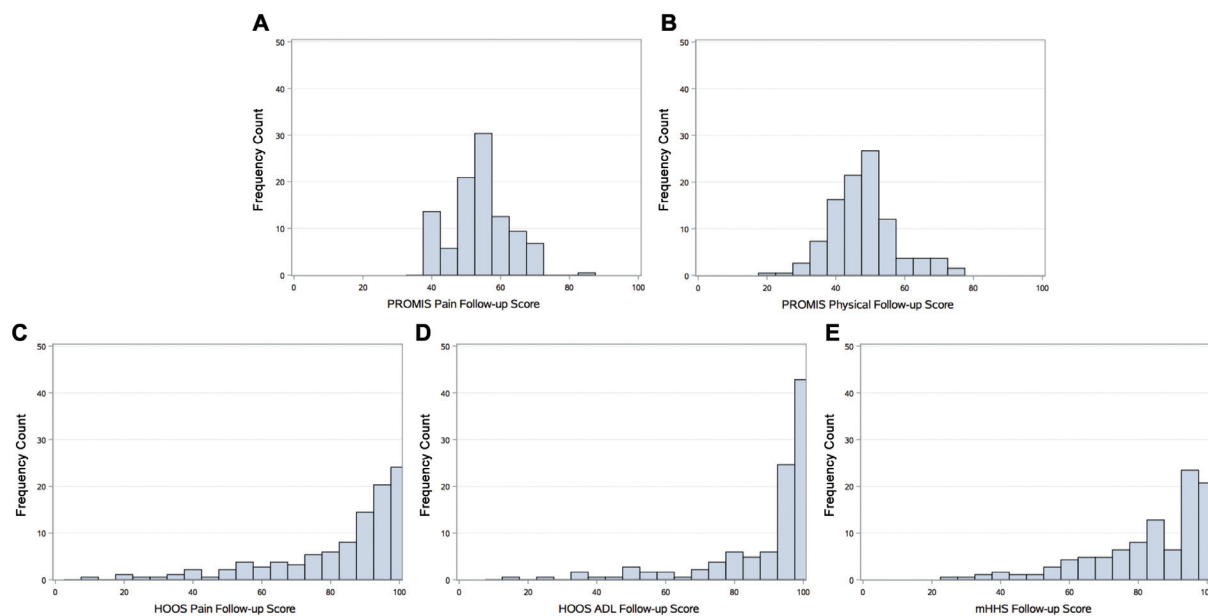 A
B
50
40
30
20
10
0
Frequency Count
0 20 40 60 80 100
PROMIS Pain Follow-up Score
50
40
30
20
10
0
Frequency Count
0 20 40 60 80 100
PROMIS Physical Follow-up Score
C
D
E
50
40
30
20
10
0
Frequency Count
0 20 40 60 80 100
HOOS Pain Follow-up Score
50
40
30
20
10
0
Frequency Count
0 20 40 60 80 100
HOOS ADL Follow-up Score
50
40
30
20
10
0
Frequency Count
0 20 40 60 80 100
mHHS Follow-up Score